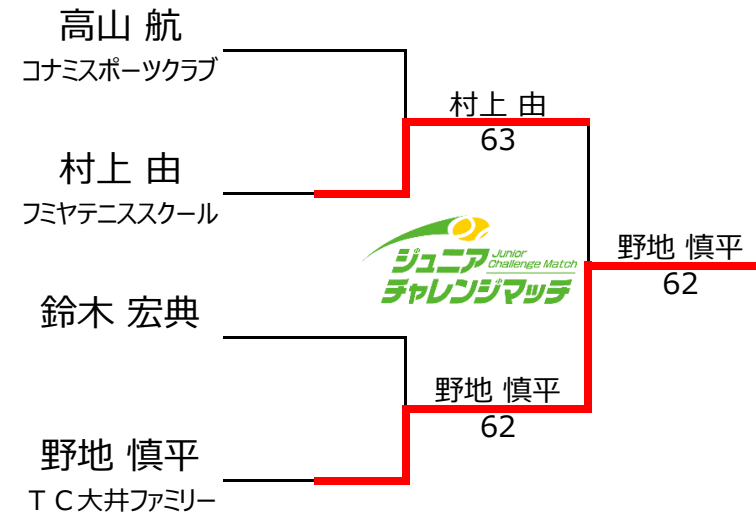 高山 航
コナミスポーツクラブ
村上 由
63
村上 由
フミヤテニススクール
ジュニア Junior
Challenge Match
チャレンジマッチ
野地 慎平
62
鈴木 宏典
野地 慎平
62
野地 慎平
ＴＣ大井ファミリー